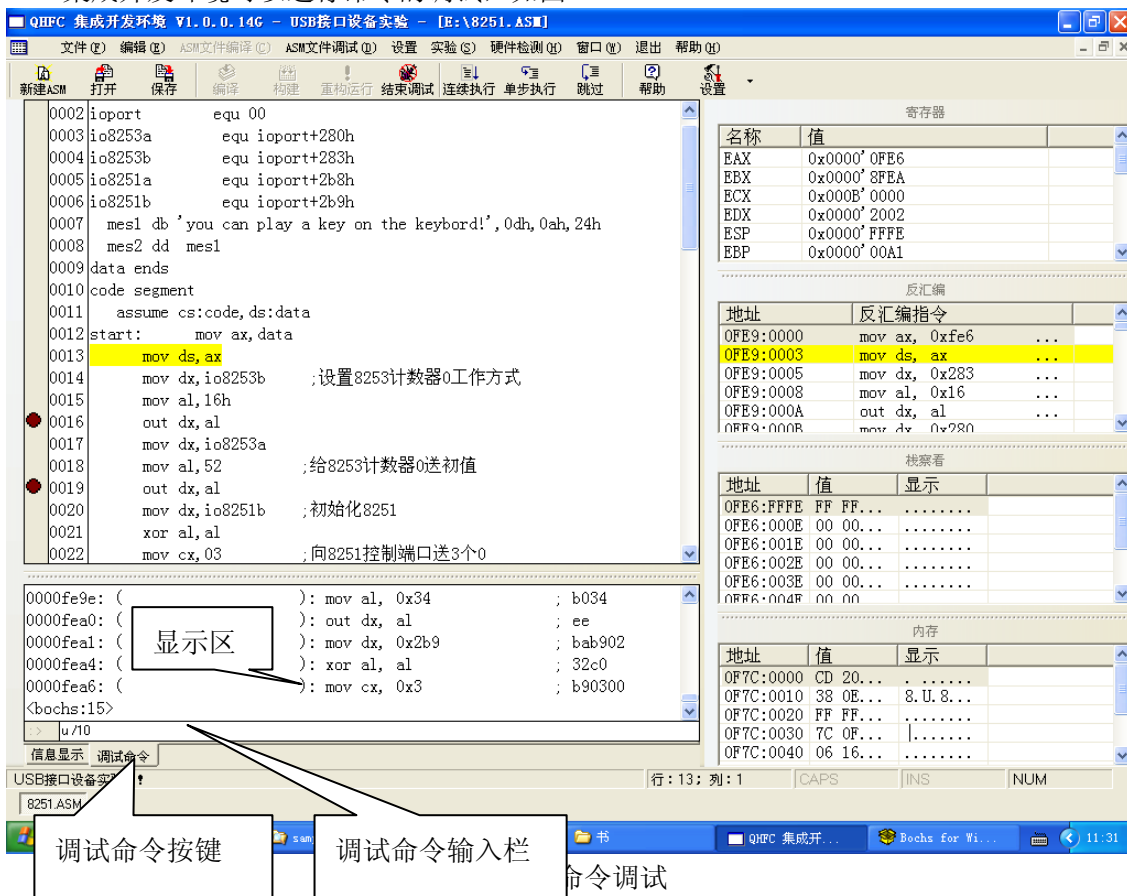 QHFC 集成开发环境 V1.0.0.14G - USB接口设备实验 - [E:\8251.ASM]
文件(F) 编辑(E) ASM文件编译(C) ASM文件调试(D) 设置 实验(S) 硬件检测(H) 窗口(W) 退出 帮助(H)
新建ASM 打开 保存 编译 构建 重构运行 结束调试 连续执行 单步执行 跳过 帮助 设置
0002 ioport equ 00
0003 io8253a equ ioport+280h
0004 io8253b equ ioport+283h
0005 io8251a equ ioport+2b8h
0006 io8251b equ ioport+2b9h
0007 mes1 db 'you can play a key on the keybord!',0dh,0ah,24h
0008 mes2 dd mes1
0009 data ends
0010 code segment
0011 assume cs:code,ds:data
0012 start: mov ax,data
0013 mov ds,ax
0014 mov dx,io8253b ;设置8253计数器0工作方式
0015 mov al,16h
0016 out dx,al
0017 mov dx,io8253a
0018 mov al,52 ;给8253计数器0送初值
0019 out dx,al
0020 mov dx,io8251b ;初始化8251
0021 xor al,al
0022 mov cx,03 ;向8251控制端口送3个0
寄存器
名称 值
EAX 0x0000'0FE6
EBX 0x0000'8FEA
ECX 0x000B'0000
EDX 0x0000'2002
ESP 0x0000'FFFE
EBP 0x0000'00A1
反汇编
地址 反汇编指令
0FE9:0000 mov ax, 0xfe6 ...
0FE9:0003 mov ds, ax ...
0FE9:0005 mov dx, 0x283 ...
0FE9:0008 mov al, 0x16 ...
0FE9:000A out dx, al ...
0FE9:000B mov dx, 0x280
栈察看
地址 值 显示
0FE6:FFFE FF FF... ........
0FE6:000E 00 00... ........
0FE6:001E 00 00... ........
0FE6:002E 00 00... ........
0FE6:003E 00 00... ........
0FE6:004E 00 00
内存
地址 值 显示
0F7C:0000 CD 20... . ......
0F7C:0010 38 0E... 8.U.8...
0F7C:0020 FF FF... ........
0F7C:0030 7C 0F... |.......
0F7C:0040 06 16... ........
0000fe9e: ( ): mov al, 0x34 ; b034
0000fea0: ( ): out dx, al ; ee
0000fea1: ( ): mov dx, 0x2b9 ; bab902
0000fea4: ( ): xor al, al ; 32c0
0000fea6: ( ): mov cx, 0x3 ; b90300
<bochs:15>
显示区
:> u /10
信息显示 调试命令
USB接口设备实 ! 行:13; 列:1 CAPS INS NUM
8251.ASM
书 QHFC 集成开... Bochs for Wi... 11:31
调试命令按键
调试命令输入栏
命令调试